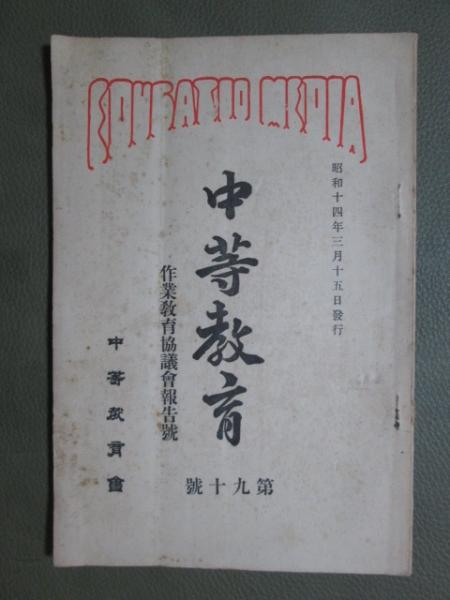 EDUCATIO MEDIA
昭和十四年三月十五日發行
中等教育
作業教育協議會報告號
中等教育會
第九十號